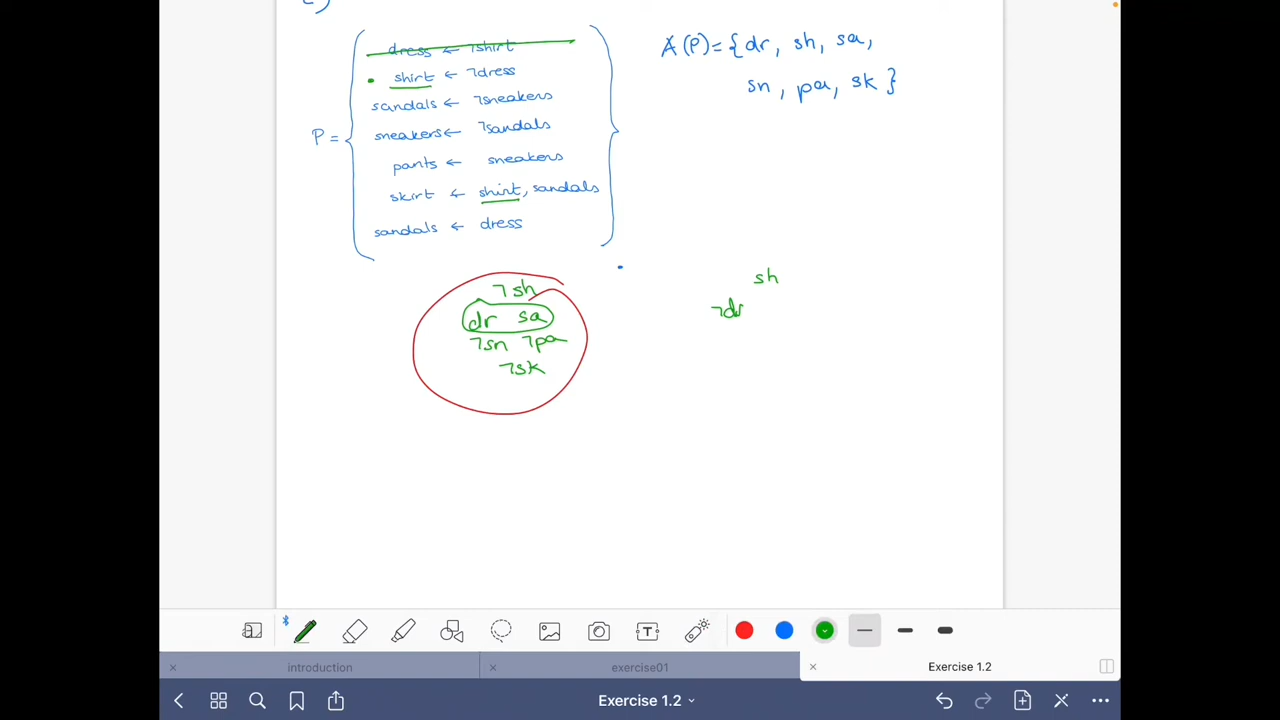 c)
dress ← ¬shirt
shirt ← ¬dress
sandals ← ¬sneakers
P = sneakers ← ¬sandals
pants ← sneakers
skirt ← shirt, sandals
sandals ← dress
A(P) = {dr, sh, sa,
sn, pa, sk}
¬sh
dr sa
¬sn ¬pa
¬sk
sh
¬dr
T
introduction
exercise01
Exercise 1.2
Exercise 1.2